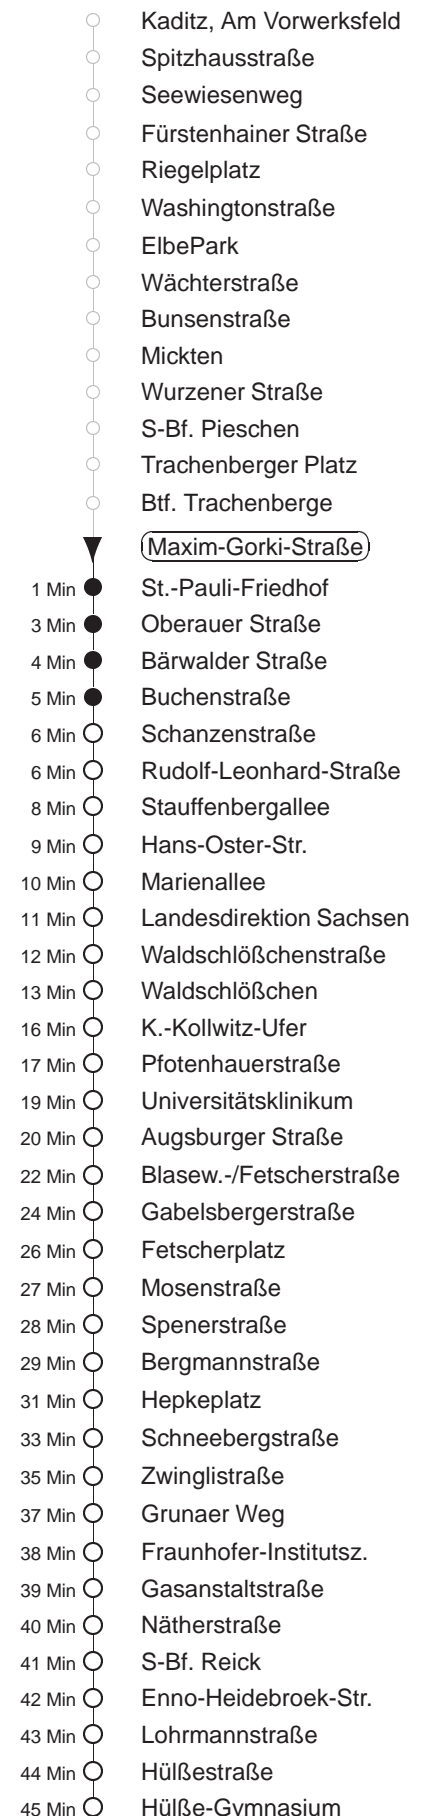 Kaditz, Am Vorwerksfeld
Spitzhausstraße
Seewiesenweg
Fürstenhainer Straße
Riegelplatz
Washingtonstraße
ElbePark
Wächterstraße
Bunsenstraße
Mickten
Wurzener Straße
S-Bf. Pieschen
Trachenberger Platz
Btf. Trachenberge
Maxim-Gorki-Straße
1 Min St.-Pauli-Friedhof
3 Min Oberauer Straße
4 Min Bärwalder Straße
5 Min Buchenstraße
6 Min Schanzenstraße
6 Min Rudolf-Leonhard-Straße
8 Min Stauffenbergallee
9 Min Hans-Oster-Str.
10 Min Marienallee
11 Min Landesdirektion Sachsen
12 Min Waldschlößchenstraße
13 Min Waldschlößchen
16 Min K.-Kollwitz-Ufer
17 Min Pfotenhauerstraße
19 Min Universitätsklinikum
20 Min Augsburger Straße
22 Min Blasew.-/Fetscherstraße
24 Min Gabelsbergerstraße
26 Min Fetscherplatz
27 Min Mosenstraße
28 Min Spenerstraße
29 Min Bergmannstraße
31 Min Hepkeplatz
33 Min Schneebergstraße
35 Min Zwinglistraße
37 Min Grunaer Weg
38 Min Fraunhofer-Institutsz.
39 Min Gasanstaltstraße
40 Min Nätherstraße
41 Min S-Bf. Reick
42 Min Enno-Heidebroek-Str.
43 Min Lohrmannstraße
44 Min Hülßestraße
45 Min Hülße-Gymnasium